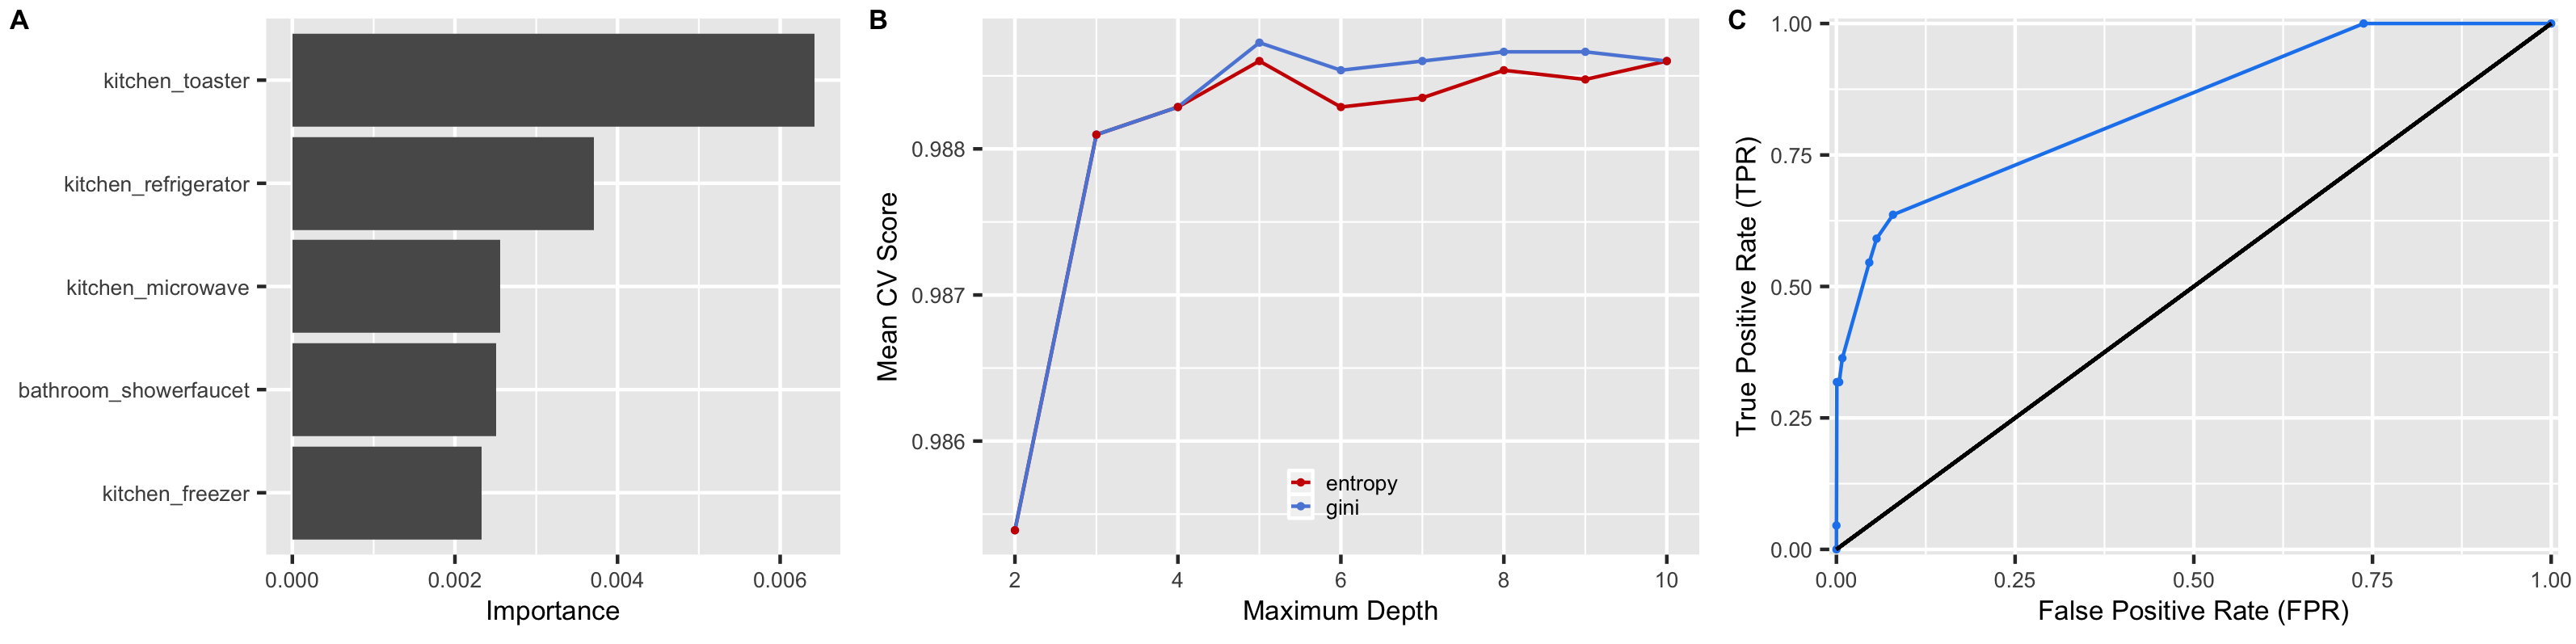 A
kitchen_toaster
kitchen_refrigerator
kitchen_microwave
bathroom_showerfaucet
kitchen_freezer
0.000 0.002 0.004 0.006
Importance
B
Mean CV Score
0.988
0.987
0.986
entropy
gini
2 4 6 8 10
Maximum Depth
C
True Positive Rate (TPR)
1.00
0.75
0.50
0.25
0.00
0.00 0.25 0.50 0.75 1.00
False Positive Rate (FPR)